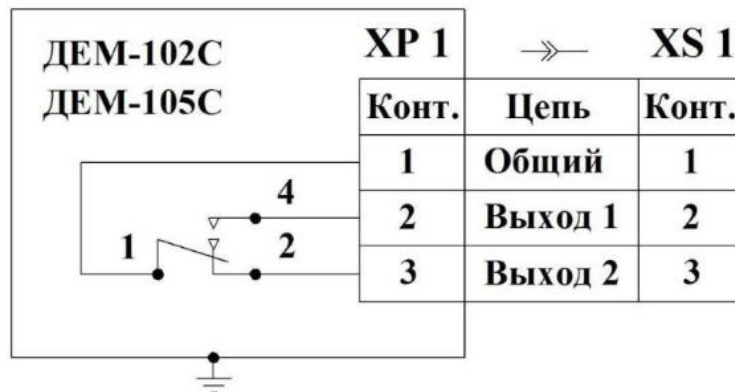 ДЕМ-102С
ДЕМ-105С
XP 1 XS 1
Конт. Цепь Конт.
1 Общий 1
4
2 Выход 1 2
1 2
3 Выход 2 3